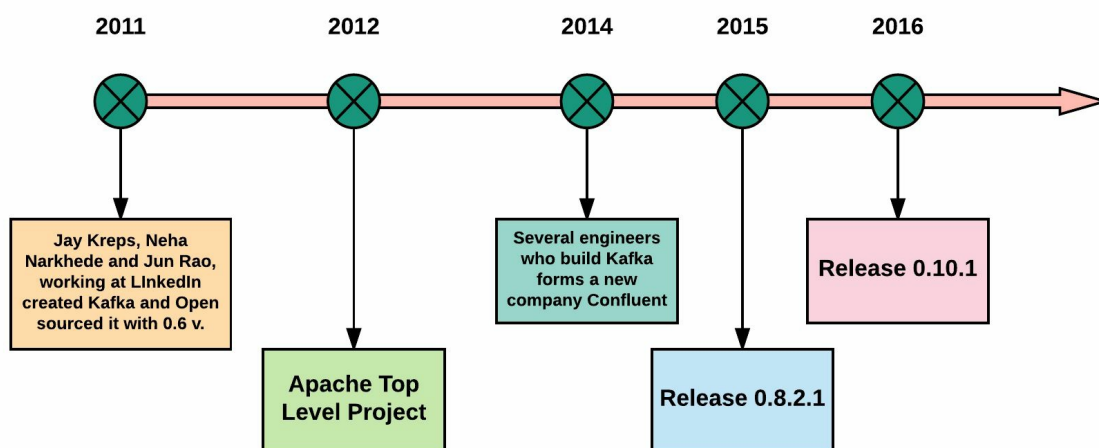 2011
2012
2014
2015
2016
Jay Kreps, Neha
Narkhede and Jun Rao,
working at LInkedIn
created Kafka and Open
sourced it with 0.6 v.
Apache Top
Level Project
Several engineers
who build Kafka
forms a new
company Confluent
Release 0.8.2.1
Release 0.10.1